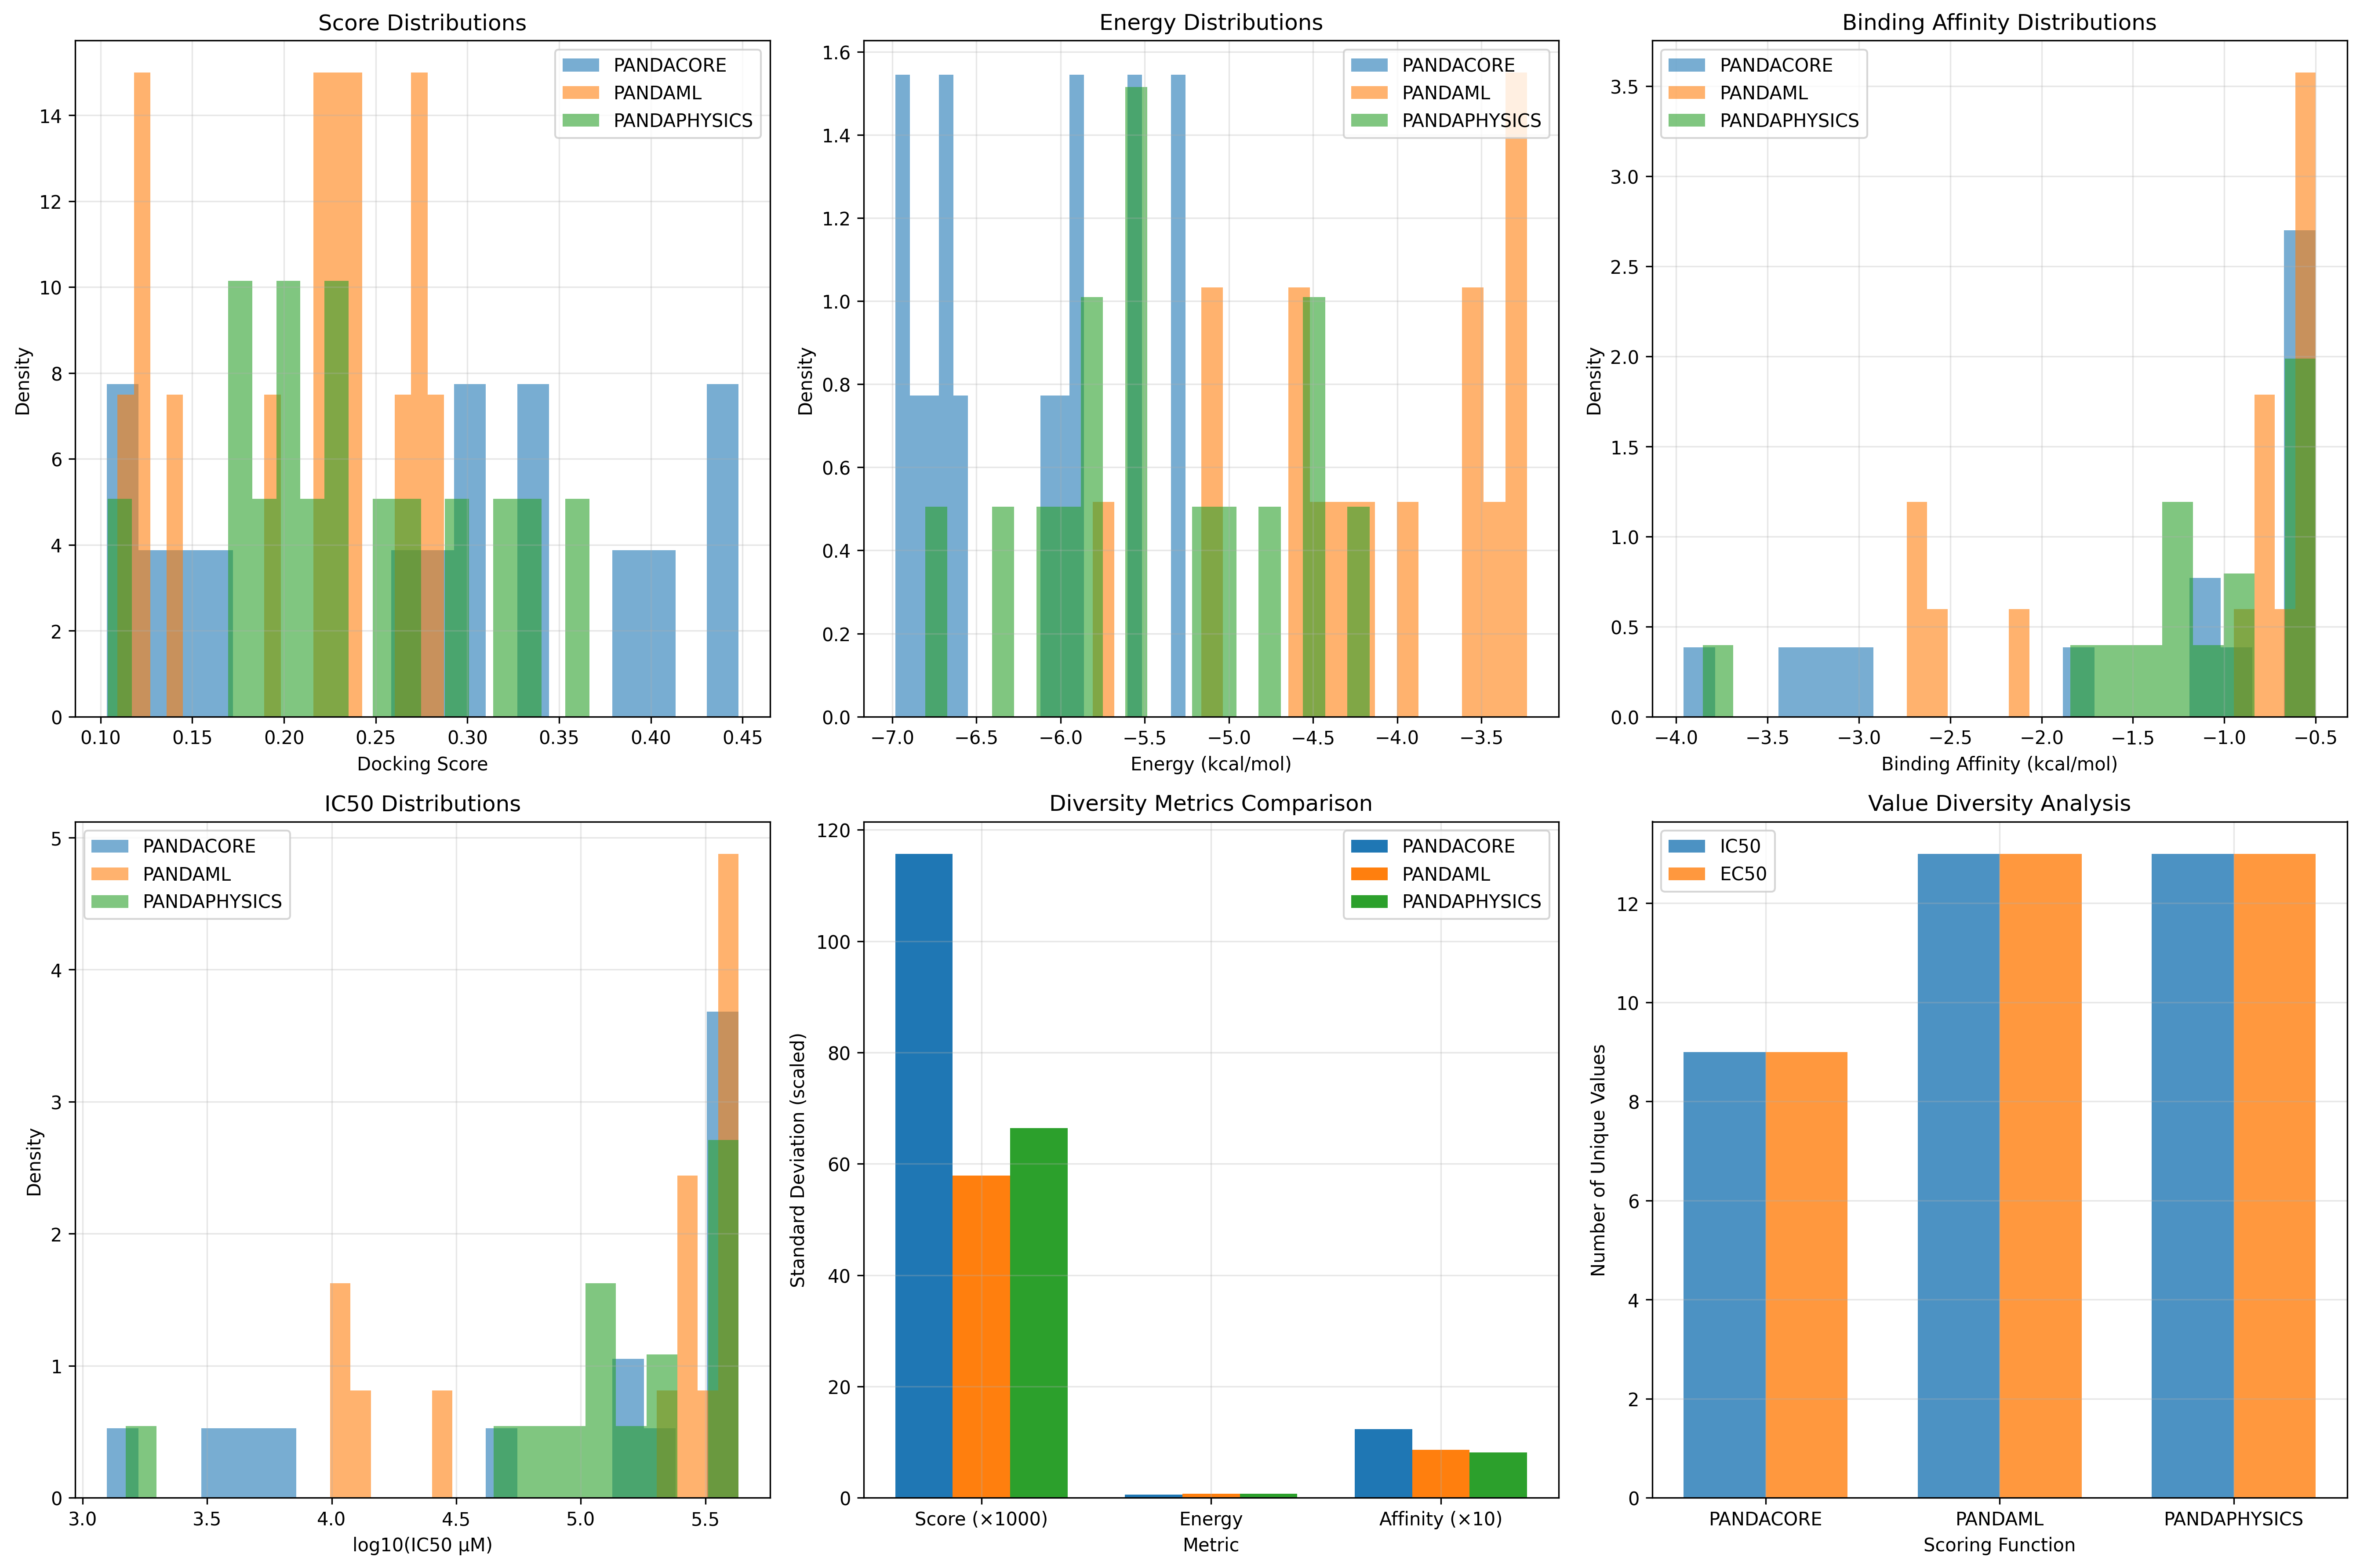 Score Distributions
PANDACORE
PANDAML
PANDAPHYSICS
Density
14
12
10
8
6
4
2
0
0.10 0.15 0.20 0.25 0.30 0.35 0.40 0.45
Docking Score
Energy Distributions
PANDACORE
PANDAML
PANDAPHYSICS
Density
1.6
1.4
1.2
1.0
0.8
0.6
0.4
0.2
0.0
−7.0 −6.5 −6.0 −5.5 −5.0 −4.5 −4.0 −3.5
Energy (kcal/mol)
Binding Affinity Distributions
PANDACORE
PANDAML
PANDAPHYSICS
Density
3.5
3.0
2.5
2.0
1.5
1.0
0.5
0.0
−4.0 −3.5 −3.0 −2.5 −2.0 −1.5 −1.0 −0.5
Binding Affinity (kcal/mol)
IC50 Distributions
PANDACORE
PANDAML
PANDAPHYSICS
Density
5
4
3
2
1
0
3.0 3.5 4.0 4.5 5.0 5.5
log10(IC50 μM)
Diversity Metrics Comparison
PANDACORE
PANDAML
PANDAPHYSICS
Standard Deviation (scaled)
120
100
80
60
40
20
0
Score (×1000) Energy Affinity (×10)
Metric
Value Diversity Analysis
IC50
EC50
Number of Unique Values
12
10
8
6
4
2
0
PANDACORE PANDAML PANDAPHYSICS
Scoring Function